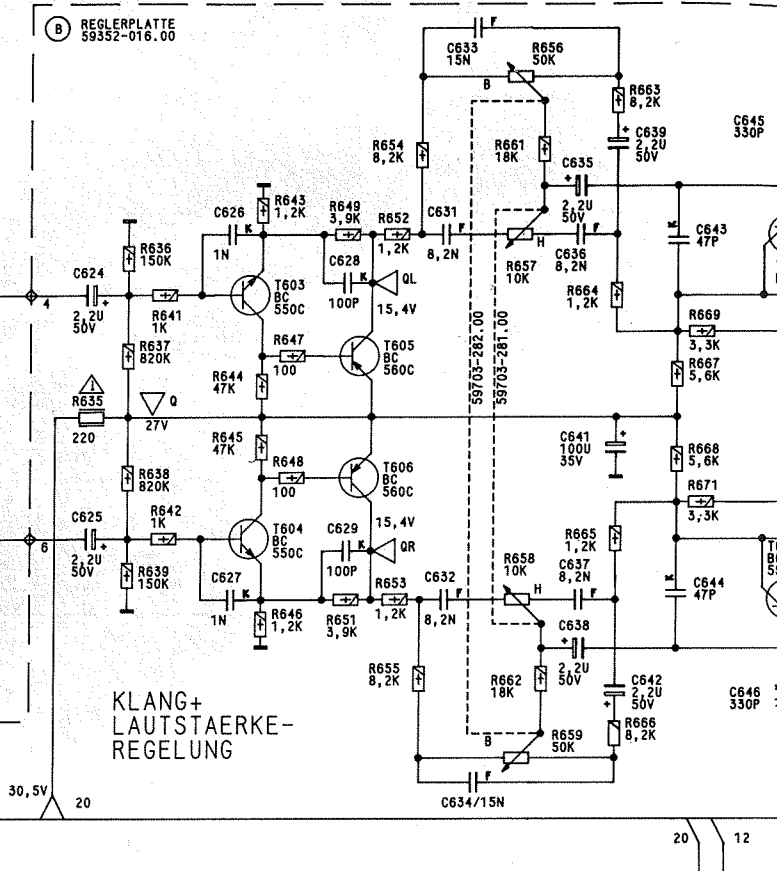 B REGLERPLATTE
59352-016.00
C633
15N
F
R656
50K
B
R663
8,2K
C645
330P
R654
8,2K
R661
18K
+ C639
2,2U
50V
C635
+
2,2U
50V
R643
1,2K
C626
1N
K
R649
3,9K
R652
1,2K
C631
8,2N
F
R657
10K
H
C636
8,2N
F
K
C643
47P
R636
150K
C624
+
2,2U
50V
4
R641
1K
T603
BC
550C
C628
100P
K
QL
15,4V
R664
1,2K
R637
820K
R647
100
T605
BC
560C
R669
3,3K
R667
5,6K
R644
47K
59703-282.00
59703-281.00
R635
220
Q
27V
R645
47K
C641
100U
35V
+
R668
5,6K
R638
820K
R648
100
T606
BC
560C
R671
3,3K
C625
+
2,2U
50V
6
R642
1K
T604
BC
550C
15,4V
C629
100P
K
QR
R665
1,2K
R639
150K
C627
1N
K
R646
1,2K
R651
3,9K
R653
1,2K
C632
8,2N
F
R658
10K
H
C637
8,2N
F
K
C644
47P
C638
+
2,2U
50V
R655
8,2K
R662
18K
C642
2,2U
50V
+
R666
8,2K
C646
330P
KLANG+
LAUTSTAERKE-
REGELUNG
B
R659
50K
F
C634/15N
30,5V
20
20
12